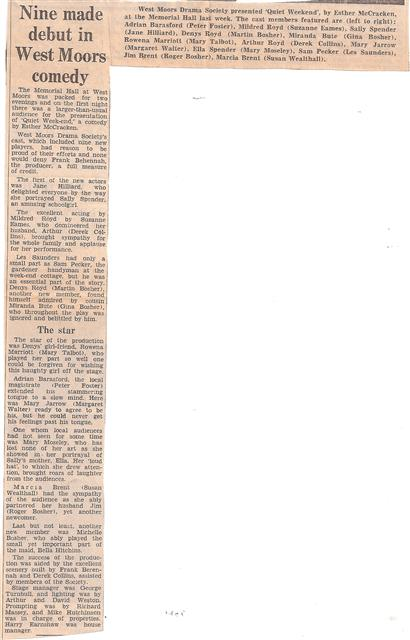 Nine made
debut in
West Moors
comedy
The Memorial Hall at West
Moors was packed for two
evenings and on the first night
there was a larger-than-usual
audience for the presentation
of 'Quiet Week-end,' a comedy
by Esther McCracken.
West Moors Drama Society's
cast, which included nine new
players, had reason to be
proud of their efforts and none
would deny Frank Behennah,
the producer, a full measure
of credit.
The first of the new actors
was Jane Hilliard, who
delighted everyone by the way
she portrayed Sally Spender,
an amusing schoolgirl.
The excellent acting by
Mildred Royd by Suzanne
Eames, who domineered her
husband, Arthur (Derek Col-
lins), brought sympathy for
the whole family and applause
for her performance.
Les Saunders had only a
small part as Sam Pecker, the
gardener handyman at the
week-end cottage, but he was
an essential part of the story.
Denys Royd (Martin Bosher),
another new member, found
himself admired by cousin
Miranda Bute (Gina Bosher),
who throughout the play was
ignored and belittled by him.
The star
The star of the production
was Denys' girl-friend, Rowena
Marriott (Mary Talbot), who
played her part so well one
could be forgiven for wishing
this haughty girl off the stage.
Adrian Barasford, the local
magistrate (Peter Foster)
extended his stammering
tongue to a slow mind. Here
was Mary Jarrow (Margaret
Walter) ready to agree to be
his, but he could never get
his feelings past his tongue.
One whom local audiences
had not seen for some time
was Mary Moseley, who has
lost none of her art as she
showed in her portrayal of
Sally's mother, Ella. Her 'loud
hat', to which she drew atten-
tion, brought roars of laughter
from the audiences.
Marcia Brent (Susan
Wealthall) had the sympathy
of the audience as she ably
partnered her husband Jim
(Roger Bosher), yet another
newcomer.
Last but not least, another
new member was Michelle
Bosher, who ably played the
small yet important part of the
maid, Bella Hitchins.
The success of the produc-
tion was aided by the excellent
scenery built by Frank Beren-
nah and Derek Collins, assisted
by members of the Society.
Stage manager was George
Turnbull, and lighting was by
Arthur and David Weston.
Prompting was by Richard
Massey, and Mike Hutchinson
was in charge of properties.
Harry Earnshaw was house
manager.
West Moors Drama Society presented 'Quiet Weekend', by Esther McCracken,
at the Memorial Hall last week. The cast members featured are (left to right):
Adrian Barasford (Peter Foster), Mildred Royd (Suzanne Eames), Sally Spender
(Jane Hilliard), Denys Royd (Martin Bosher), Miranda Bute (Gina Bosher),
Rowena Marriott (Mary Talbot), Arthur Royd (Derek Collins), Mary Jarrow
(Margaret Walter), Ella Spender (Mary Moseley), Sam Pecker (Les Saunders),
Jim Brent (Roger Bosher), Marcia Brent (Susan Wealthall).